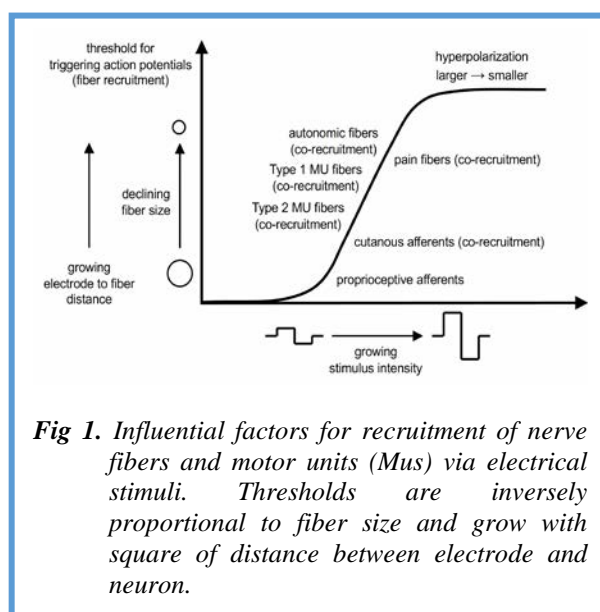 threshold for
triggering action potentials
(fiber recruitment)
hyperpolarization
larger → smaller
autonomic fibers
(co-recruitment)
pain fibers (co-recruitment)
Type 1 MU fibers
(co-recruitment)
declining
fiber size
Type 2 MU fibers
(co-recruitment)
cutanous afferents (co-recruitment)
growing
electrode to fiber
distance
proprioceptive afferents
growing
stimulus intensity
Fig 1. Influential factors for recruitment of nerve
fibers and motor units (Mus) via electrical
stimuli. Thresholds are inversely
proportional to fiber size and grow with
square of distance between electrode and
neuron.